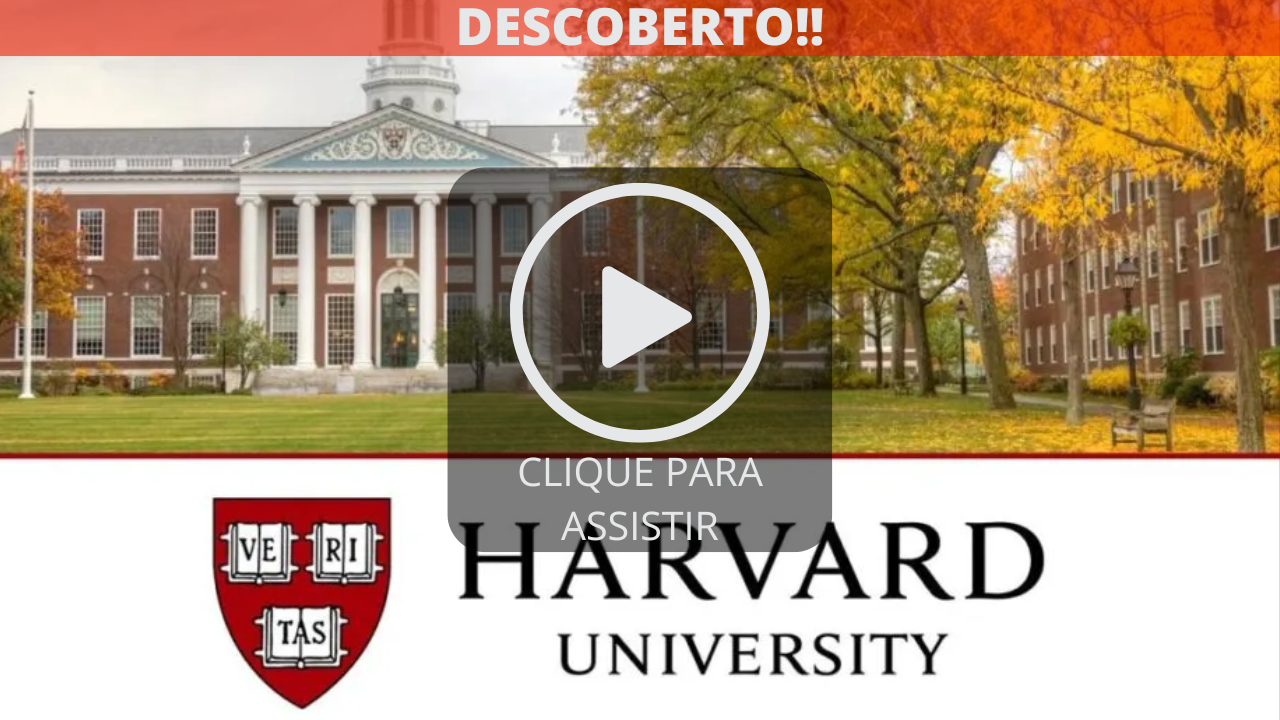 DESCOBERTO!!
CLIQUE PARA
ASSISTIR
VE RI
TAS
HARVARD
UNIVERSITY